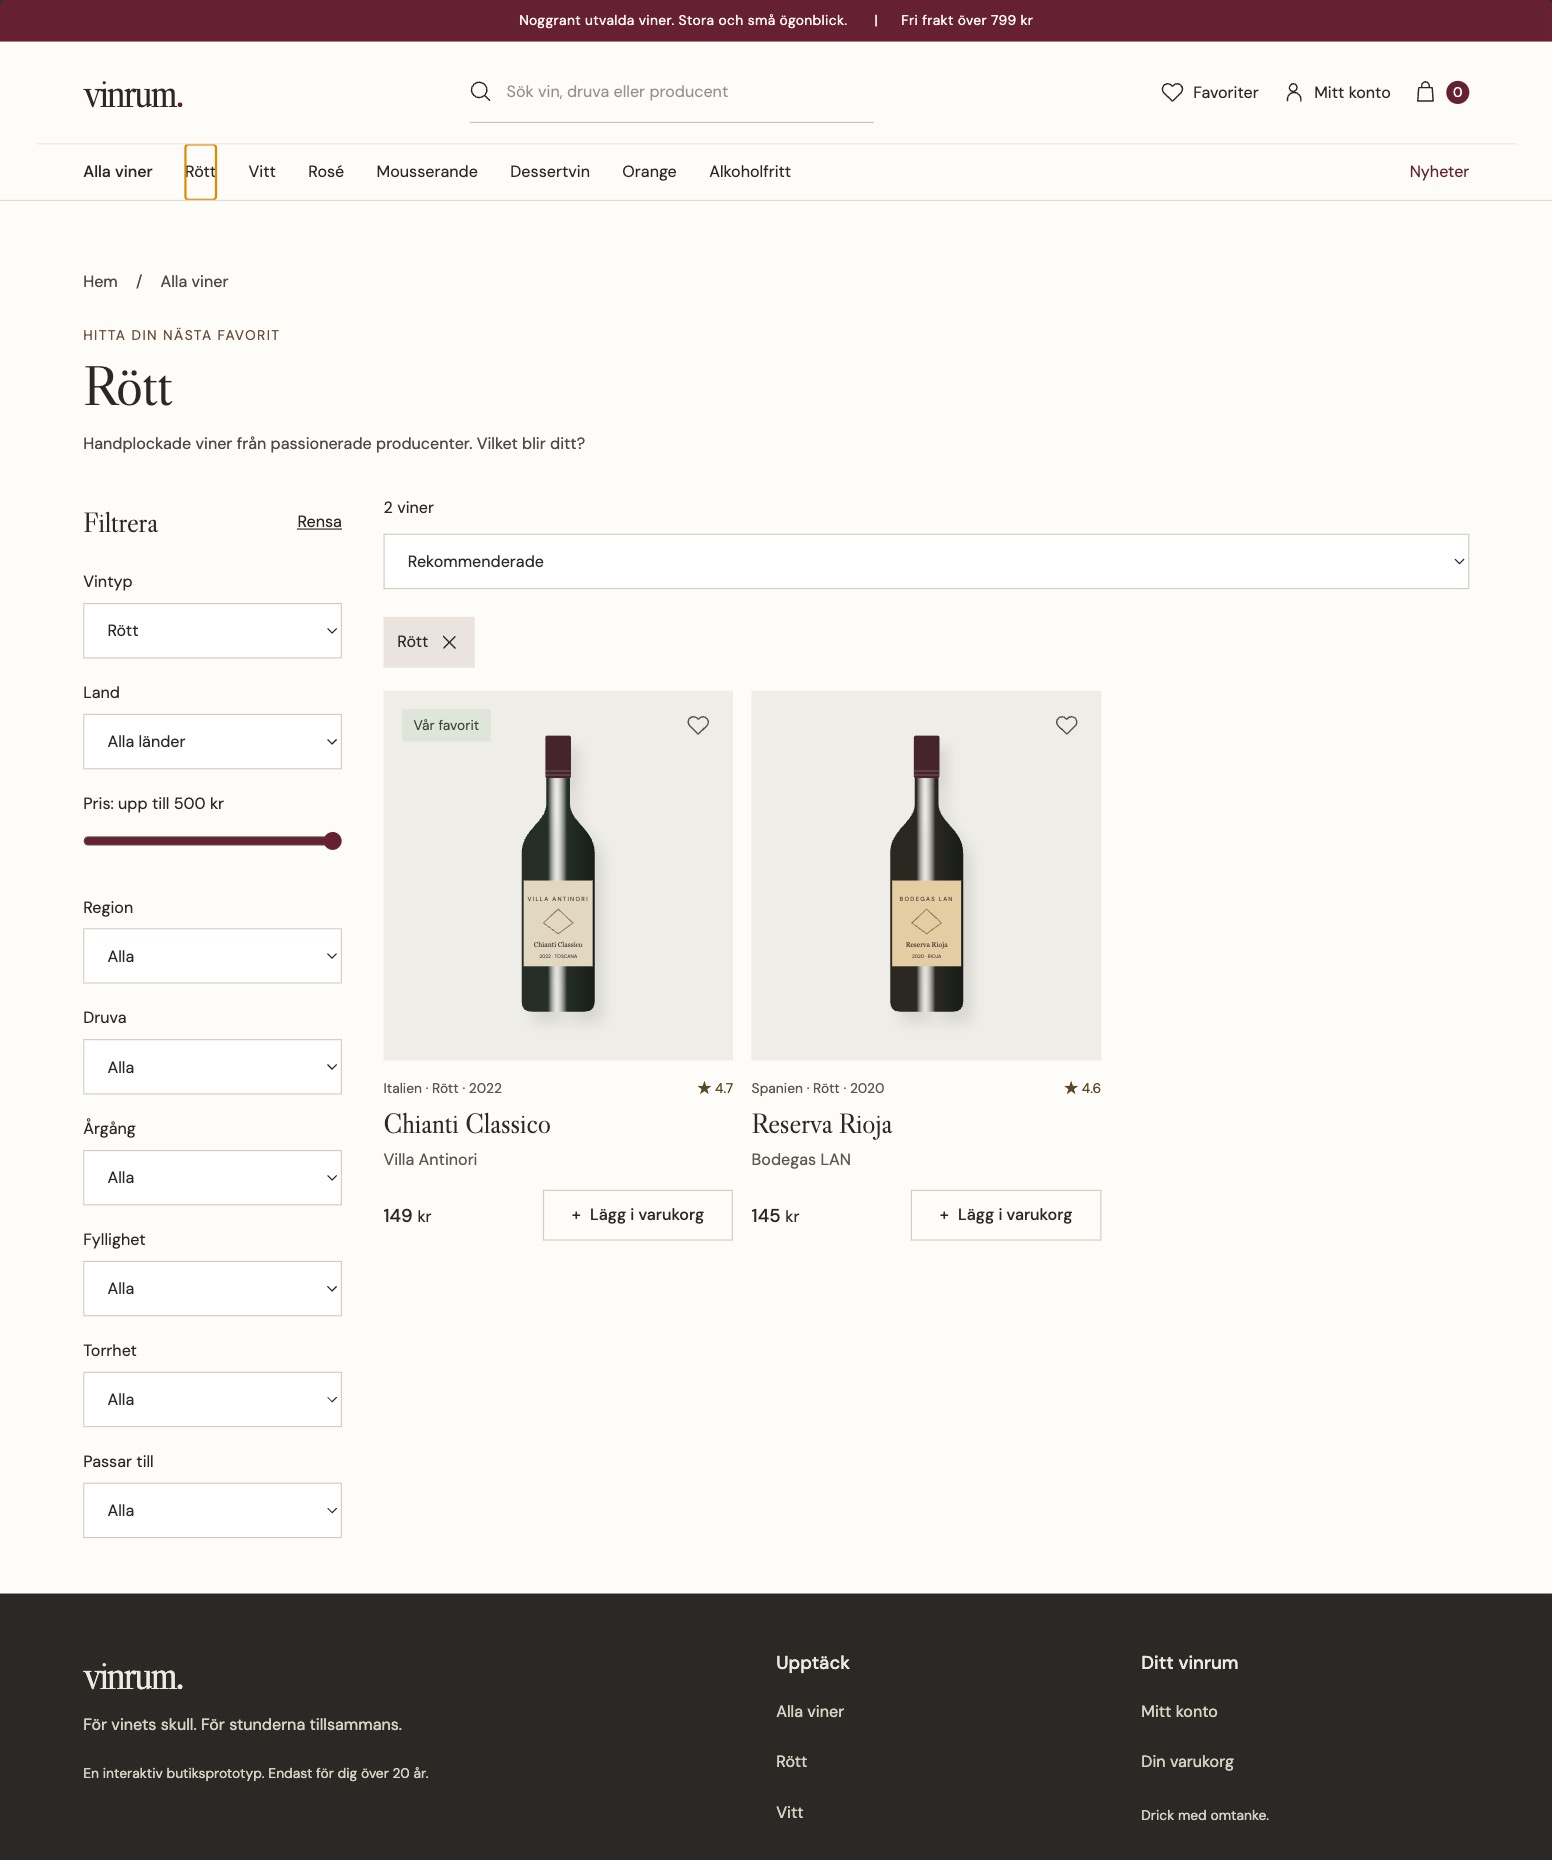 Noggrant utvalda viner. Stora och små ögonblick. | Fri frakt över 799 kr
vinrum.
Sök vin, druva eller producent
Favoriter
Mitt konto
0
Alla viner Rött Vitt Rosé Mousserande Dessertvin Orange Alkoholfritt Nyheter
Hem / Alla viner
HITTA DIN NÄSTA FAVORIT
Rött
Handplockade viner från passionerade producenter. Vilket blir ditt?
Filtrera Rensa
Vintyp
Rött
Land
Alla länder
Pris: upp till 500 kr
Region
Alla
Druva
Alla
Årgång
Alla
Fyllighet
Alla
Torrhet
Alla
Passar till
Alla
2 viner
Rekommenderade
Rött
Vår favorit
VILLA ANTINORI
Chianti Classico
2022 · TOSCANA
Italien · Rött · 2022 ★ 4.7
Chianti Classico
Villa Antinori
149 kr + Lägg i varukorg
BODEGAS LAN
Reserva Rioja
2020 · RIOJA
Spanien · Rött · 2020 ★ 4.6
Reserva Rioja
Bodegas LAN
145 kr + Lägg i varukorg
vinrum.
För vinets skull. För stunderna tillsammans.
En interaktiv butiksprototyp. Endast för dig över 20 år.
Upptäck
Alla viner
Rött
Vitt
Ditt vinrum
Mitt konto
Din varukorg
Drick med omtanke.